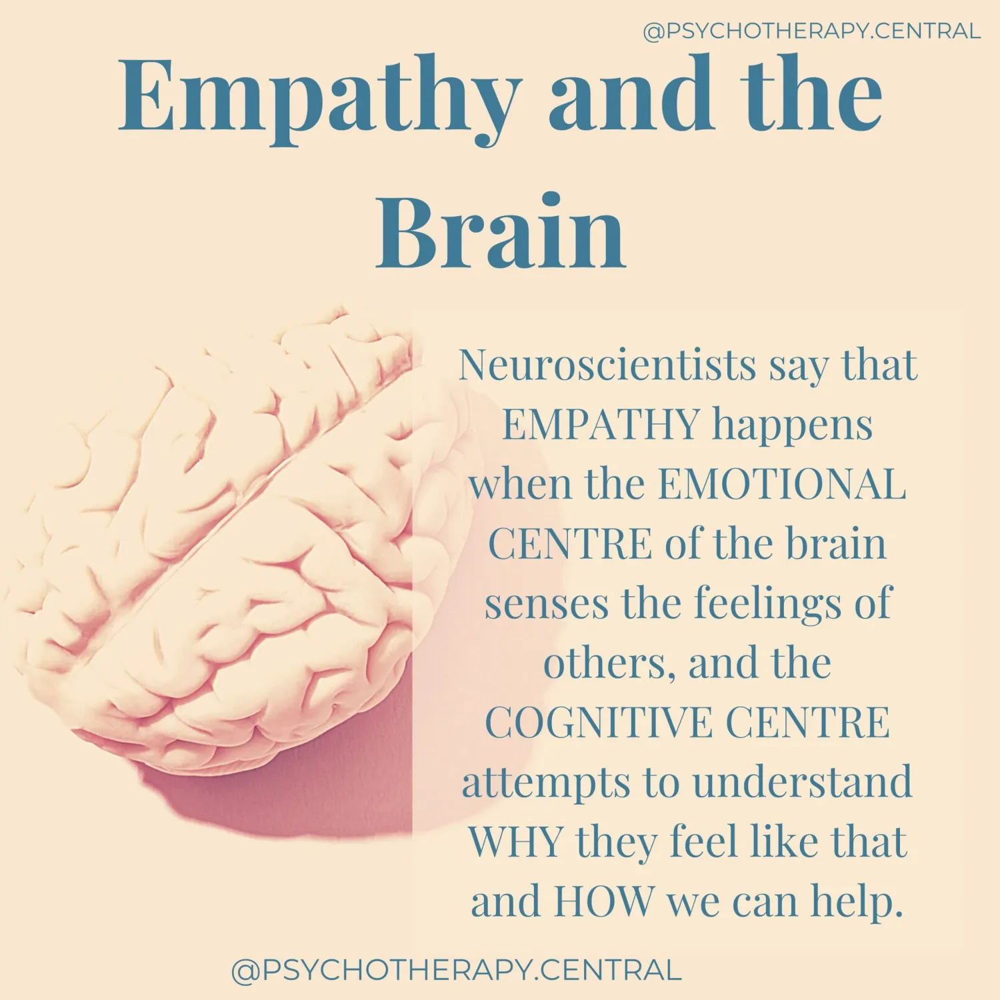 @PSYCHOTHERAPY.CENTRAL
Empathy and the
Brain
Neuroscientists say that
EMPATHY happens
when the EMOTIONAL
CENTRE of the brain
senses the feelings of
others, and the
COGNITIVE CENTRE
attempts to understand
WHY they feel like that
and HOW we can help.
@PSYCHOTHERAPY.CENTRAL